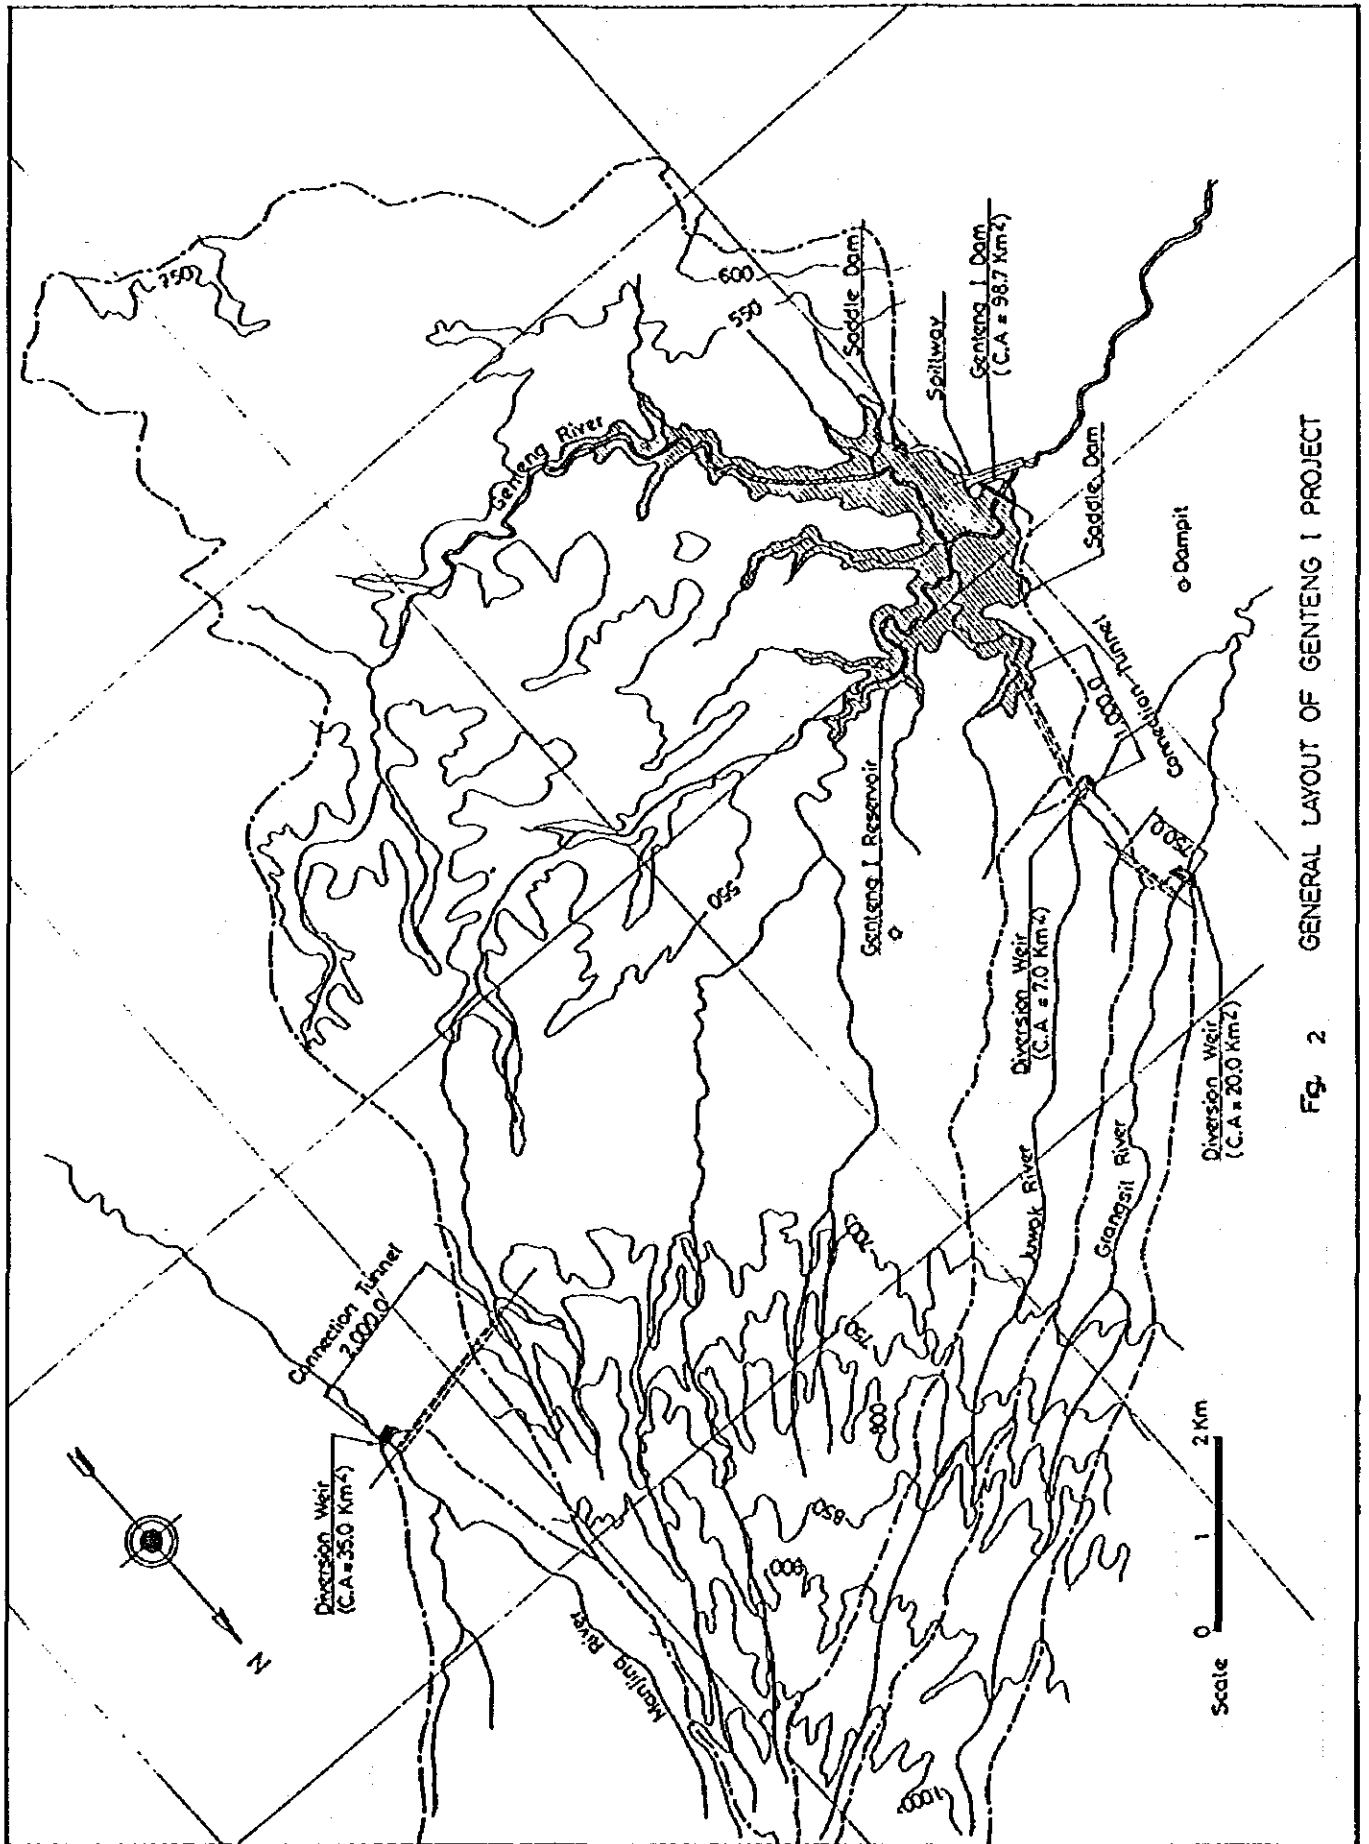 Connection Tunnel
2,000.0
Diversion Weir
(C.A = 35.0 Km²)
Manjing River
N
750
Genteng River
600
550
Saddle Dam
Spillway
Genteng I Dam
(C.A = 98.7 Km²)
Saddle Dam
Dampit
Connection Tunnel
1,000.0
750.0
Genteng I Reservoir
550
Diversion Weir
(C.A = 7.0 Km²)
Diversion Weir
(C.A = 20.0 Km²)
Juwok River
Grangsil River
700
750
800
850
900
1,000
Scale
0
1
2 Km
Fig. 2 GENERAL LAYOUT OF GENTENG I PROJECT